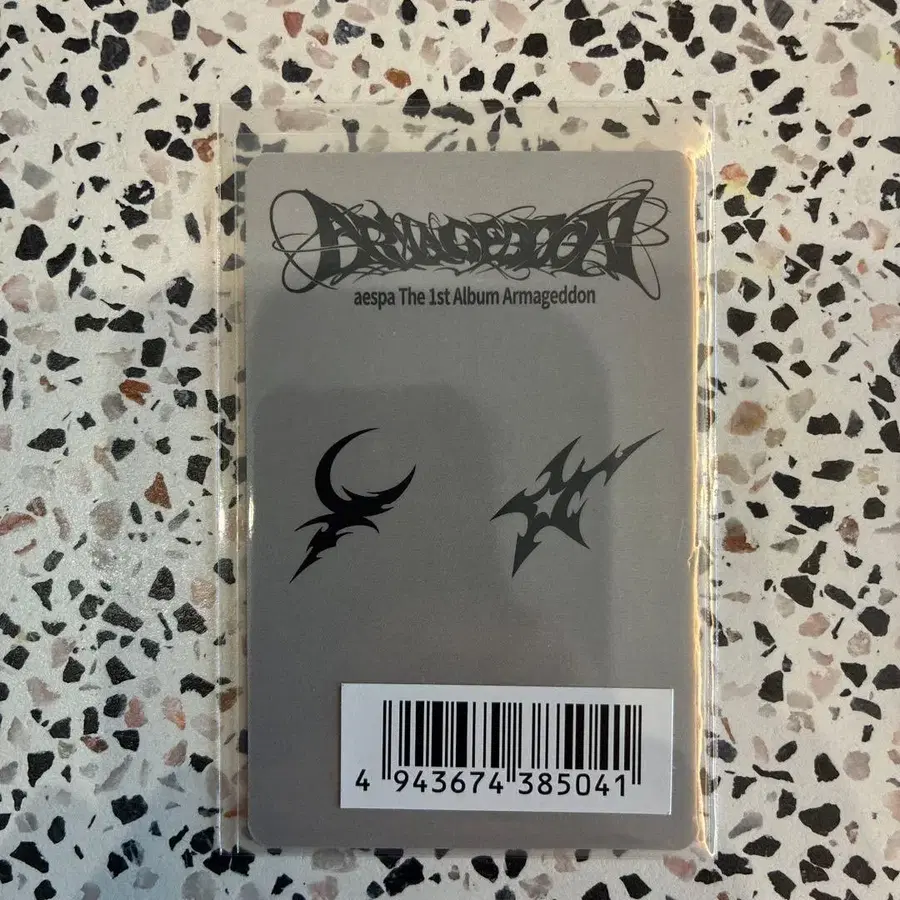 ARMAGEDDON
aespa The 1st Album Armageddon
4 943674 385041